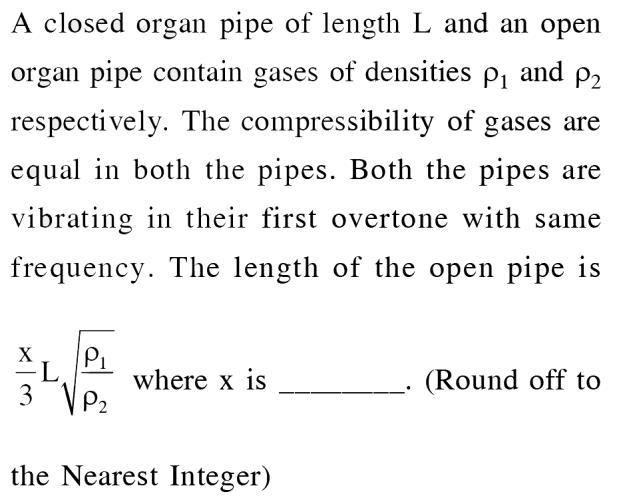 A closed organ pipe of length L and an open
organ pipe contain gases of densities ρ₁ and ρ₂
respectively. The compressibility of gases are
equal in both the pipes. Both the pipes are
vibrating in their first overtone with same
frequency. The length of the open pipe is
x/3 L√(ρ₁/ρ₂) where x is ________. (Round off to
the Nearest Integer)